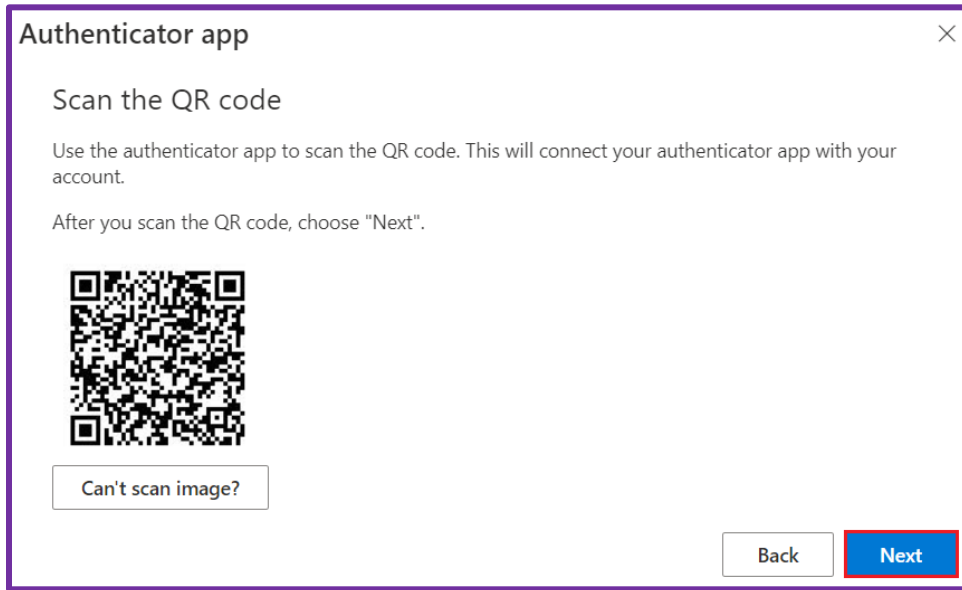 Authenticator app
Scan the QR code
Use the authenticator app to scan the QR code. This will connect your authenticator app with your
account.
After you scan the QR code, choose "Next".
Can't scan image?
Back
Next